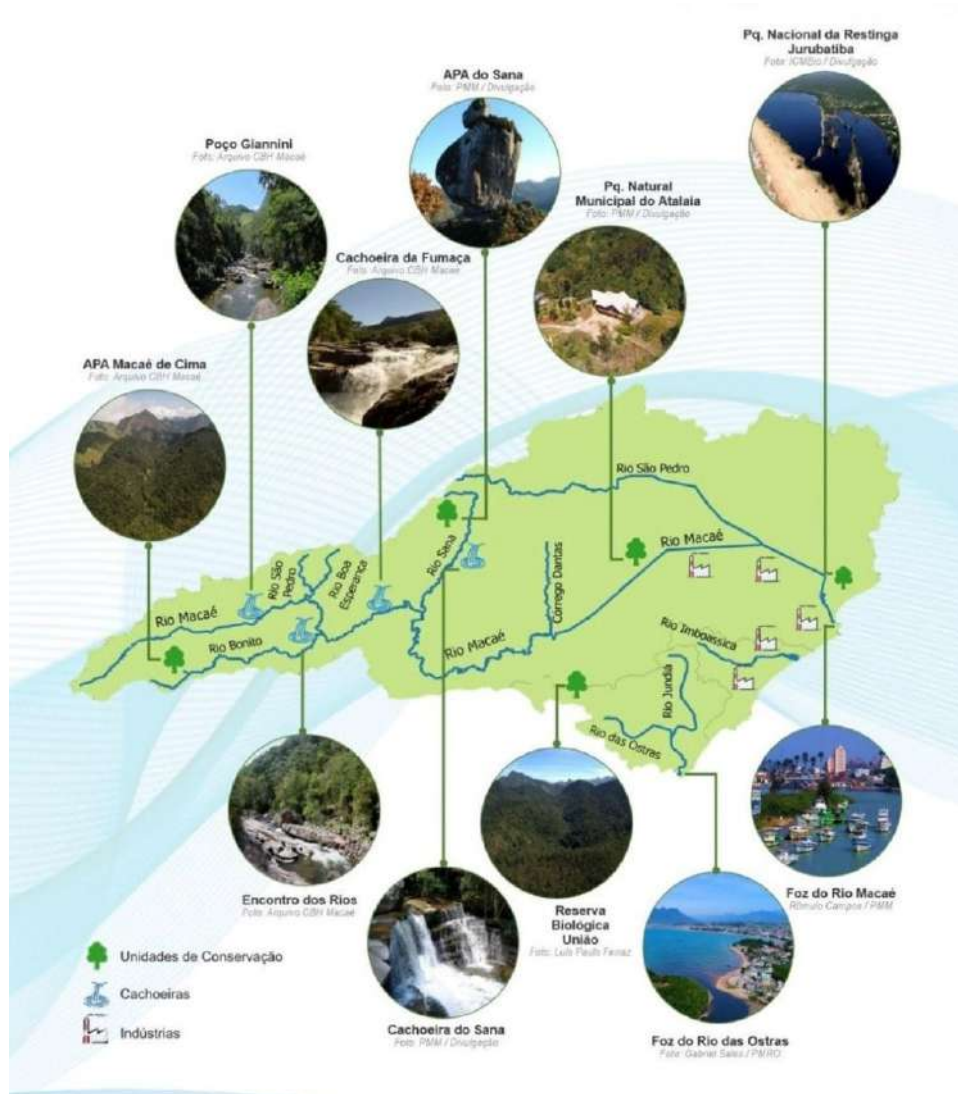 Pq. Nacional da Restinga
Jurubatiba
Foto: ICMBio / Divulgação
APA do Sana
Foto: PMM / Divulgação
Poço Giannini
Foto: Arquivo CBH Macaé
Pq. Natural
Municipal do Atalaia
Foto: PMM / Divulgação
Cachoeira da Fumaça
Foto: Arquivo CBH Macaé
APA Macaé de Cima
Foto: Arquivo CBH Macaé
Rio São Pedro
Rio Macaé
Rio Sana
Córrego Dantas
Rio São
Pedro
Rio Boa
Esperança
Rio Macaé
Rio Bonito
Rio Macaé
Rio Imboassica
Rio Jundiá
Rio das Ostras
Encontro dos Rios
Foto: Arquivo CBH Macaé
Foz do Rio Macaé
Rômulo Campos / PMM
Reserva
Biológica
União
Foto: Luis Paulo Ferraz
Unidades de Conservação
Cachoeiras
Indústrias
Cachoeira do Sana
Foto: PMM / Divulgação
Foz do Rio das Ostras
Foto: Gabriel Sales / PMRO